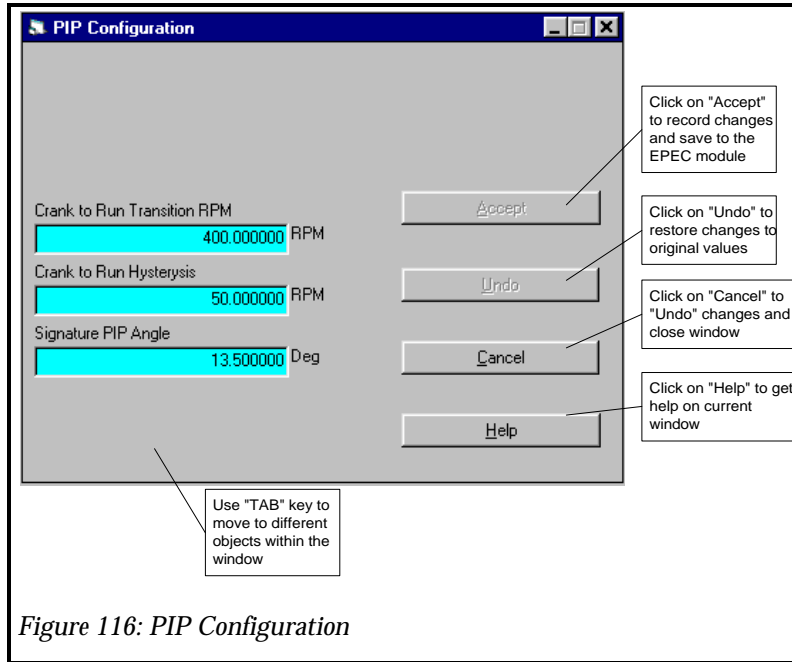 PIP Configuration
Crank to Run Transition RPM
400.000000 RPM
Crank to Run Hysterysis
50.000000 RPM
Signature PIP Angle
13.500000 Deg
Accept
Undo
Cancel
Help
Click on "Accept"
to record changes
and save to the
EPEC module
Click on "Undo" to
restore changes to
original values
Click on "Cancel" to
"Undo" changes and
close window
Click on "Help" to get
help on current
window
Use "TAB" key to
move to different
objects within the
window
Figure 116: PIP Configuration